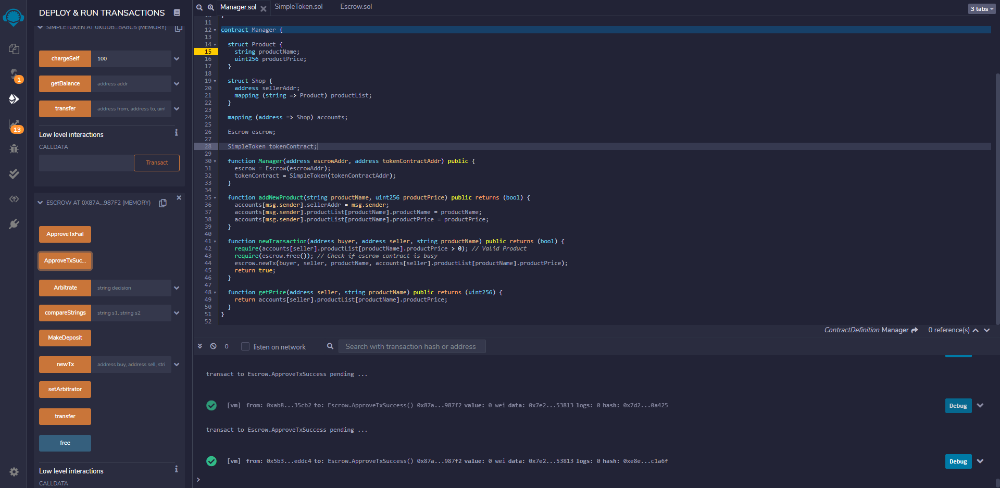 DEPLOY & RUN TRANSACTIONS
SIMPLETOKEN AT 0XDDB...8A8C5 (MEMORY)
chargeSelf 100
getBalance address addr
transfer address from, address to, uint
Low level interactions
CALLDATA
Transact
ESCROW AT 0X87A...987F2 (MEMORY)
ApproveTxFail
ApproveTxSuc...
Arbitrate string decision
compareStrings string s1, string s2
MakeDeposit
newTx address buy, address sell, stri
setArbitrator
transfer
free
Low level interactions
CALLDATA
1
13
Manager.sol SimpleToken.sol Escrow.sol
3 tabs
11
12 contract Manager {
13
14 struct Product {
15 string productName;
16 uint256 productPrice;
17 }
18
19 struct Shop {
20 address sellerAddr;
21 mapping (string => Product) productList;
22 }
23
24 mapping (address => Shop) accounts;
25
26 Escrow escrow;
27
28 SimpleToken tokenContract;
29
30 function Manager(address escrowAddr, address tokenContractAddr) public {
31 escrow = Escrow(escrowAddr);
32 tokenContract = SimpleToken(tokenContractAddr);
33 }
34
35 function addNewProduct(string productName, uint256 productPrice) public returns (bool) {
36 accounts[msg.sender].sellerAddr = msg.sender;
37 accounts[msg.sender].productList[productName].productName = productName;
38 accounts[msg.sender].productList[productName].productPrice = productPrice;
39 }
40
41 function newTransaction(address buyer, address seller, string productName) public returns (bool) {
42 require(accounts[seller].productList[productName].productPrice > 0); // Valid Product
43 require(escrow.free()); // Check if escrow contract is busy
44 escrow.newTx(buyer, seller, productName, accounts[seller].productList[productName].productPrice);
45 return true;
46 }
47
48 function getPrice(address seller, string productName) public returns (uint256) {
49 return accounts[seller].productList[productName].productPrice;
50 }
51 }
52
ContractDefinition Manager 0 reference(s)
0 listen on network Search with transaction hash or address
transact to Escrow.ApproveTxSuccess pending ...
[vm] from: 0xab8...35cb2 to: Escrow.ApproveTxSuccess() 0x87a...987f2 value: 0 wei data: 0x7e2...53813 logs: 0 hash: 0x7d2...0a425 Debug
transact to Escrow.ApproveTxSuccess pending ...
[vm] from: 0x5b3...eddc4 to: Escrow.ApproveTxSuccess() 0x87a...987f2 value: 0 wei data: 0x7e2...53813 logs: 0 hash: 0xe8e...c1a6f Debug
>